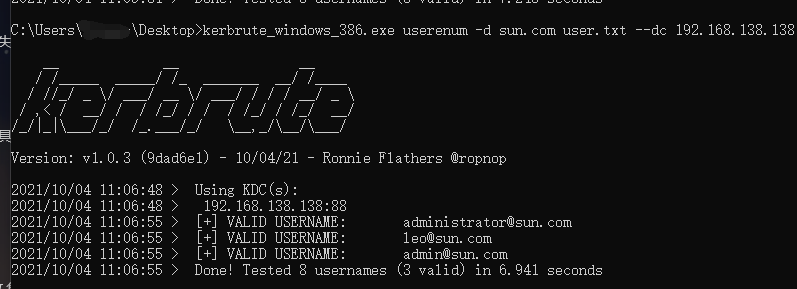 2021/10/04 11:06:31 > Done! Tested 8 usernames (3 valid) in 4.218 seconds
C:\Users\ \Desktop>kerbrute_windows_386.exe userenum -d sun.com user.txt --dc 192.168.138.138
失
kerbrute
具
Version: v1.0.3 (9dad6e1) - 10/04/21 - Ronnie Flathers @ropnop
2021/10/04 11:06:48 > Using KDC(s):
2021/10/04 11:06:48 > 192.168.138.138:88
2021/10/04 11:06:55 > [+] VALID USERNAME: administrator@sun.com
2021/10/04 11:06:55 > [+] VALID USERNAME: leo@sun.com
2021/10/04 11:06:55 > [+] VALID USERNAME: admin@sun.com
2021/10/04 11:06:55 > Done! Tested 8 usernames (3 valid) in 6.941 seconds